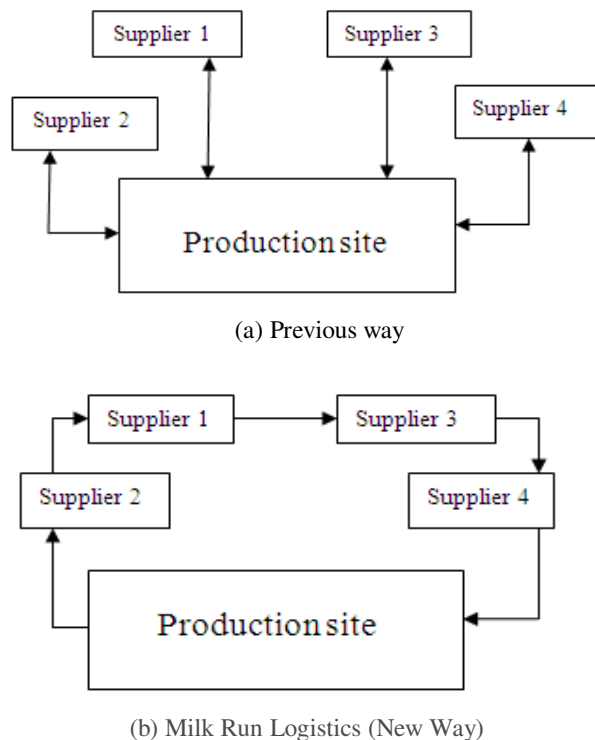 Supplier 1
Supplier 3
Supplier 2
Supplier 4
Production site
(a) Previous way
Supplier 1
Supplier 3
Supplier 2
Supplier 4
Production site
(b) Milk Run Logistics (New Way)